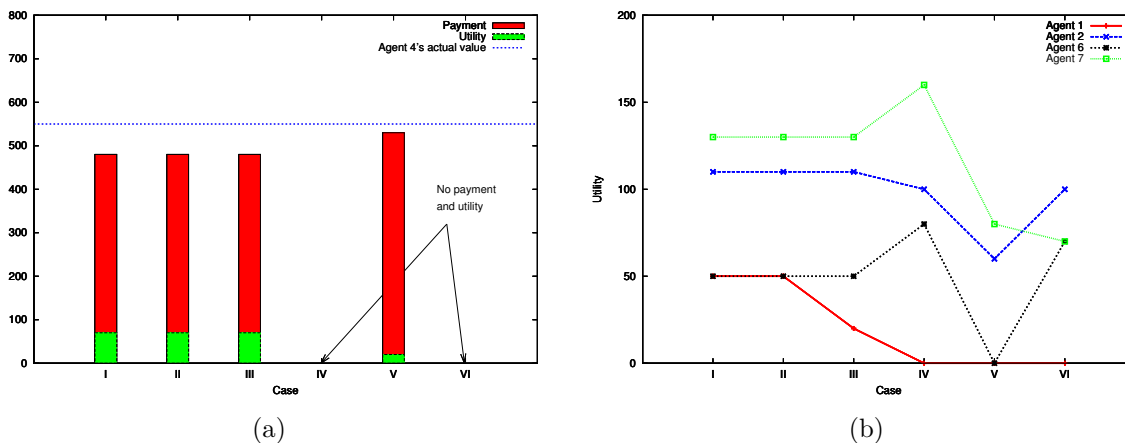 800
700
600
500
400
300
200
100
0
Payment
Utility
Agent 4's actual value
No payment
and utility
I II III IV V VI
Case
(a)
200
150
100
50
0
Utility
Agent 1
Agent 2
Agent 6
Agent 7
I II III IV V VI
Case
(b)